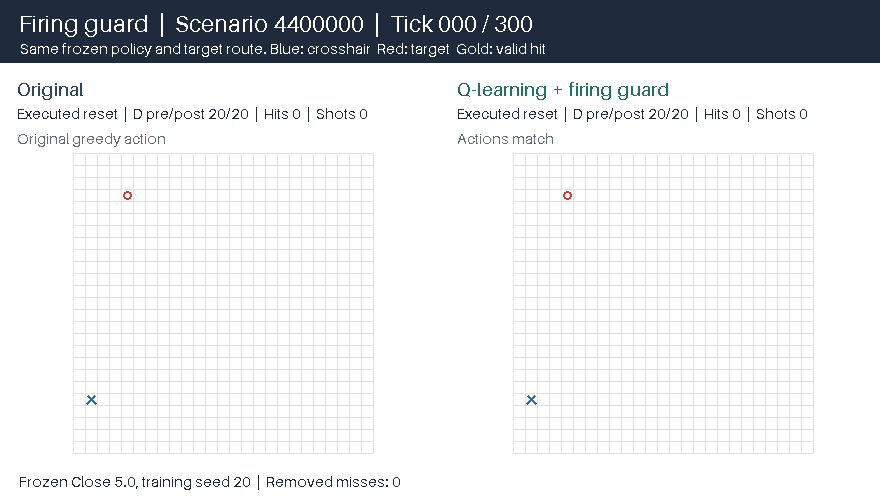 Firing guard | Scenario 4400000 | Tick 000 / 300
Same frozen policy and target route. Blue: crosshair Red: target Gold: valid hit
Original
Executed reset | D pre/post 20/20 | Hits 0 | Shots 0
Original greedy action
Q-learning + firing guard
Executed reset | D pre/post 20/20 | Hits 0 | Shots 0
Actions match
Frozen Close 5.0, training seed 20 | Removed misses: 0